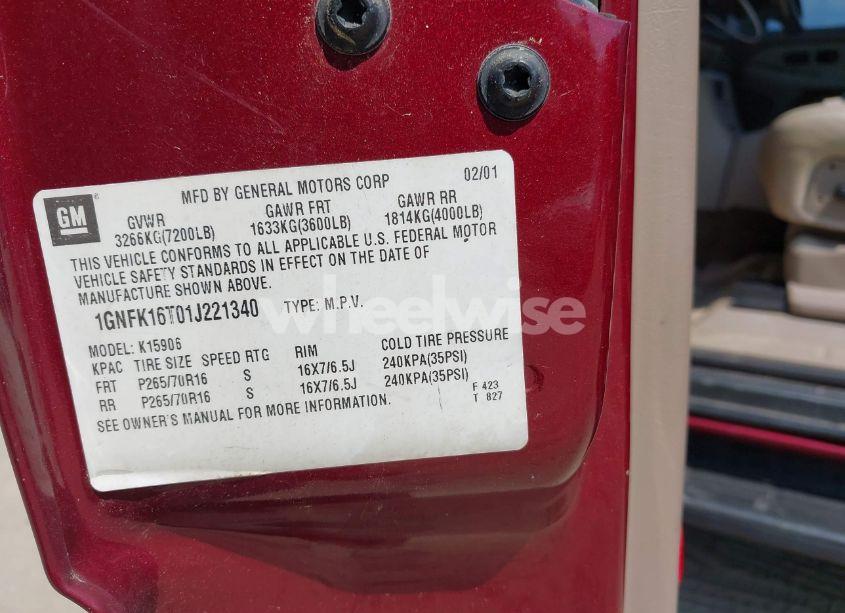 GM
MFD BY GENERAL MOTORS CORP 02/01
GVWR GAWR FRT GAWR RR
3266KG(7200LB) 1633KG(3600LB) 1814KG(4000LB)
THIS VEHICLE CONFORMS TO ALL APPLICABLE U.S. FEDERAL MOTOR
VEHICLE SAFETY STANDARDS IN EFFECT ON THE DATE OF
MANUFACTURE SHOWN ABOVE.
1GNFK16T01J221340 TYPE: M.P.V.
wheelwise
MODEL: K15906
KPAC TIRE SIZE SPEED RTG RIM COLD TIRE PRESSURE
FRT P265/70R16 S 16X7/6.5J 240KPA(35PSI)
RR P265/70R16 S 16X7/6.5J 240KPA(35PSI)
SEE OWNER'S MANUAL FOR MORE INFORMATION.
F 423
T 827